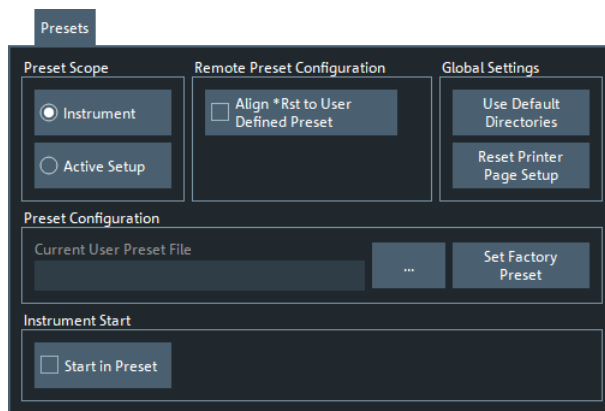 Presets
Preset Scope
Remote Preset Configuration
Global Settings
Instrument
Align *Rst to User
Defined Preset
Use Default
Directories
Active Setup
Reset Printer
Page Setup
Preset Configuration
Current User Preset File
...
Set Factory
Preset
Instrument Start
Start in Preset